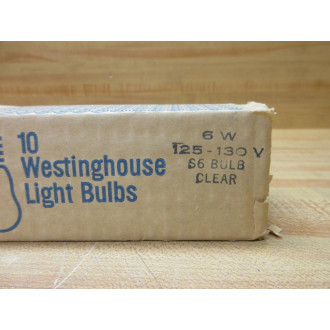 10
Westinghouse
Light Bulbs
6 W
125-130 V
S6 BULB
CLEAR